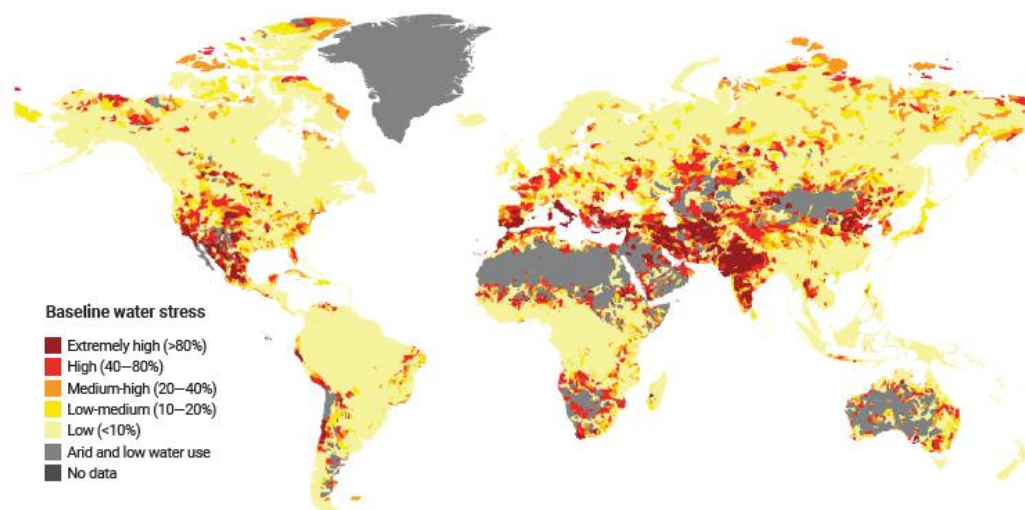 Baseline water stress
Extremely high (>80%)
High (40—80%)
Medium-high (20—40%)
Low-medium (10—20%)
Low (<10%)
Arid and low water use
No data